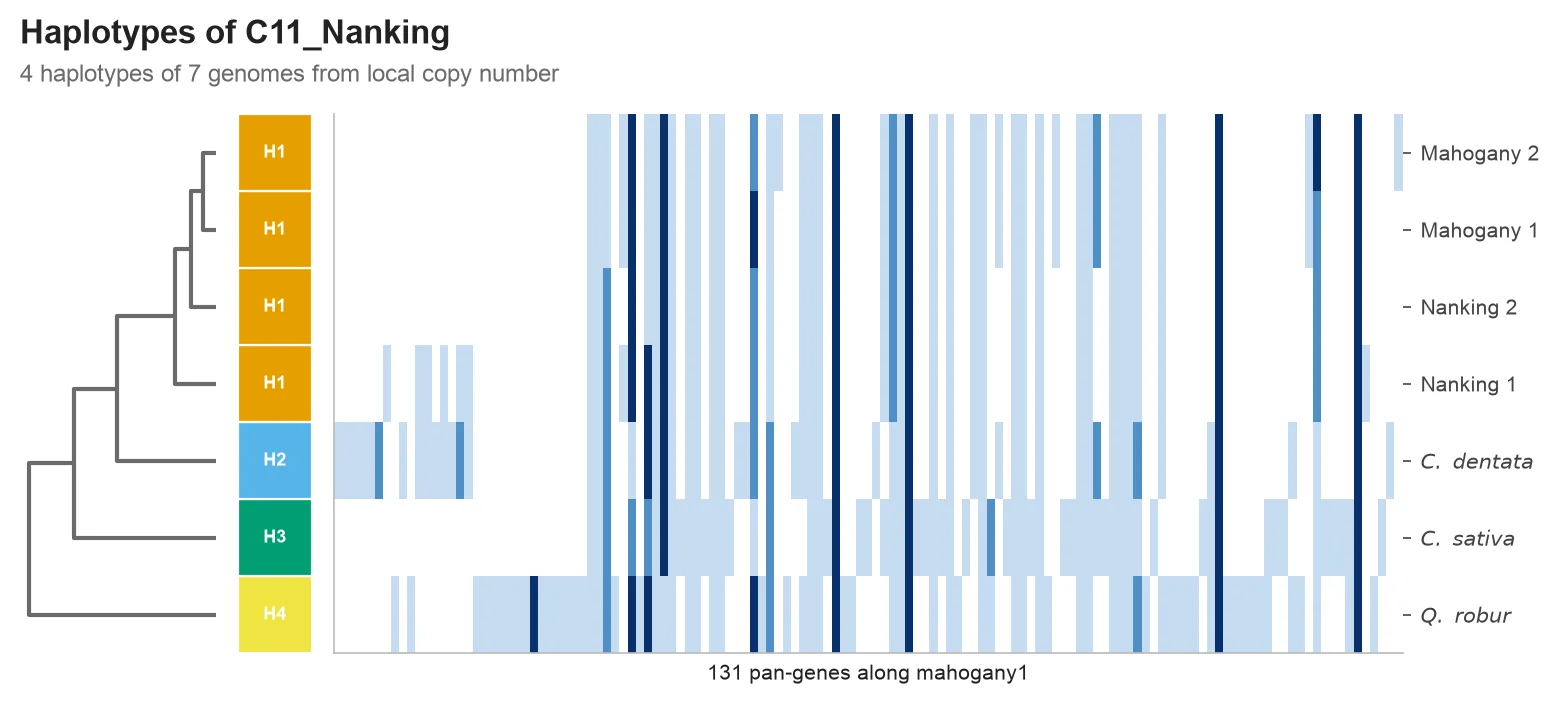 Haplotypes of C11_Nanking
4 haplotypes of 7 genomes from local copy number
H1 Mahogany 2
H1 Mahogany 1
H1 Nanking 2
H1 Nanking 1
H2 C. dentata
H3 C. sativa
H4 Q. robur
131 pan-genes along mahogany1